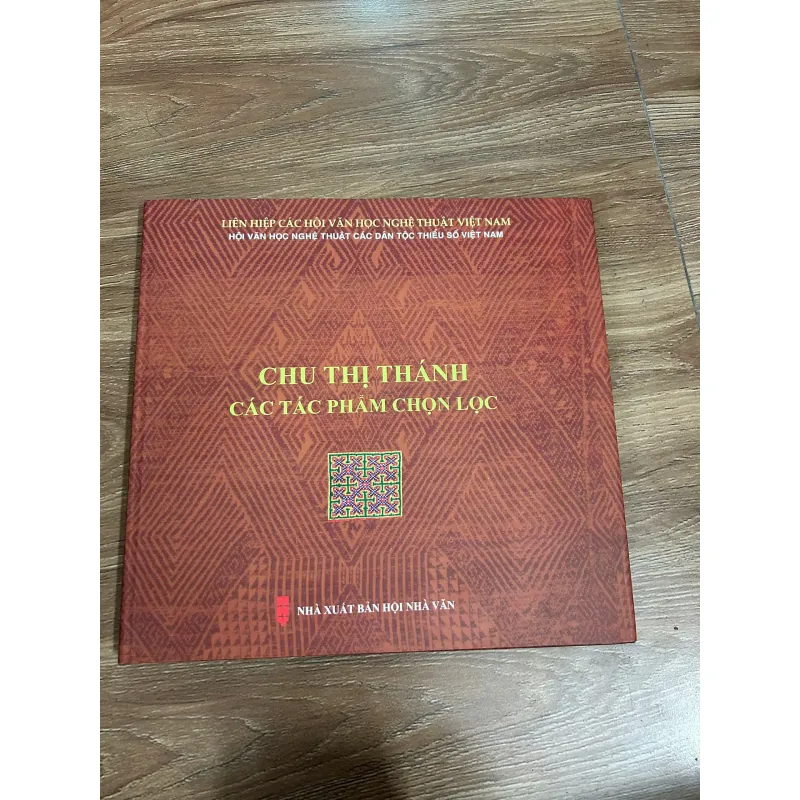 LIÊN HIỆP CÁC HỘI VĂN HỌC NGHỆ THUẬT VIỆT NAM
HỘI VĂN HỌC NGHỆ THUẬT CÁC DÂN TỘC THIỂU SỐ VIỆT NAM
CHU THỊ THÁNH
CÁC TÁC PHẨM CHỌN LỌC
NHÀ XUẤT BẢN HỘI NHÀ VĂN